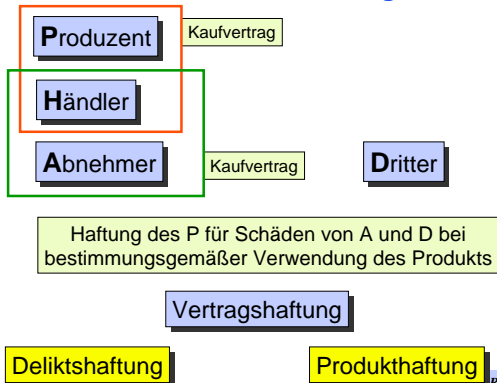 Produzent
Kaufvertrag
Händler
Abnehmer
Kaufvertrag
Dritter
Haftung des P für Schäden von A und D bei
bestimmungsgemäßer Verwendung des Produkts
Vertragshaftung
Deliktshaftung
Produkthaftung